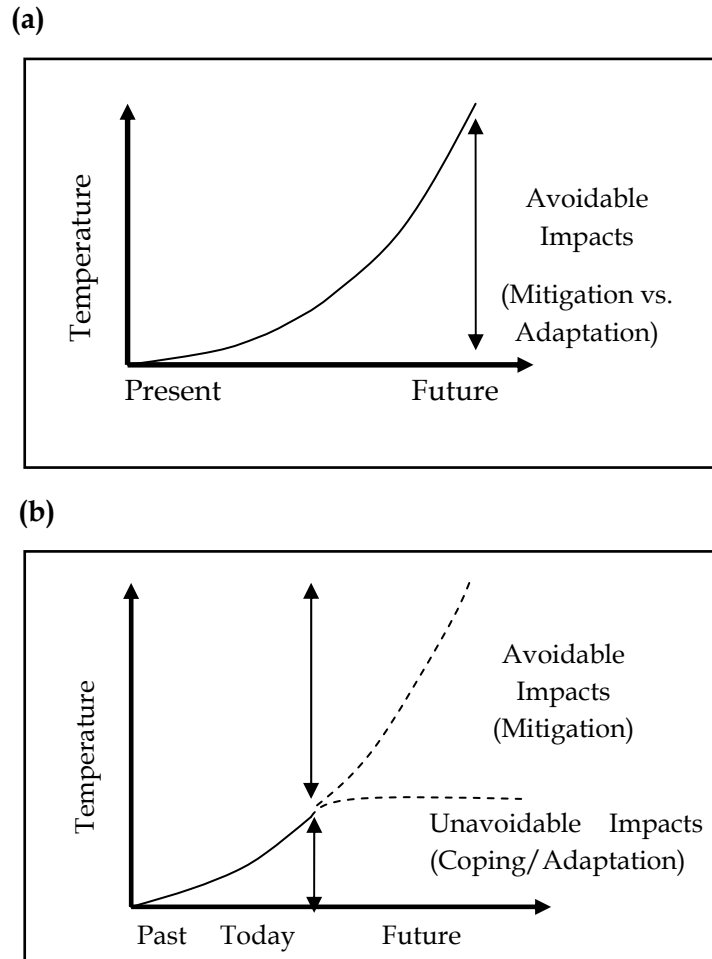 (a)
Temperature
Avoidable
Impacts
(Mitigation vs.
Adaptation)
Present Future
(b)
Temperature
Avoidable
Impacts
(Mitigation)
Unavoidable Impacts
(Coping/Adaptation)
Past Today Future